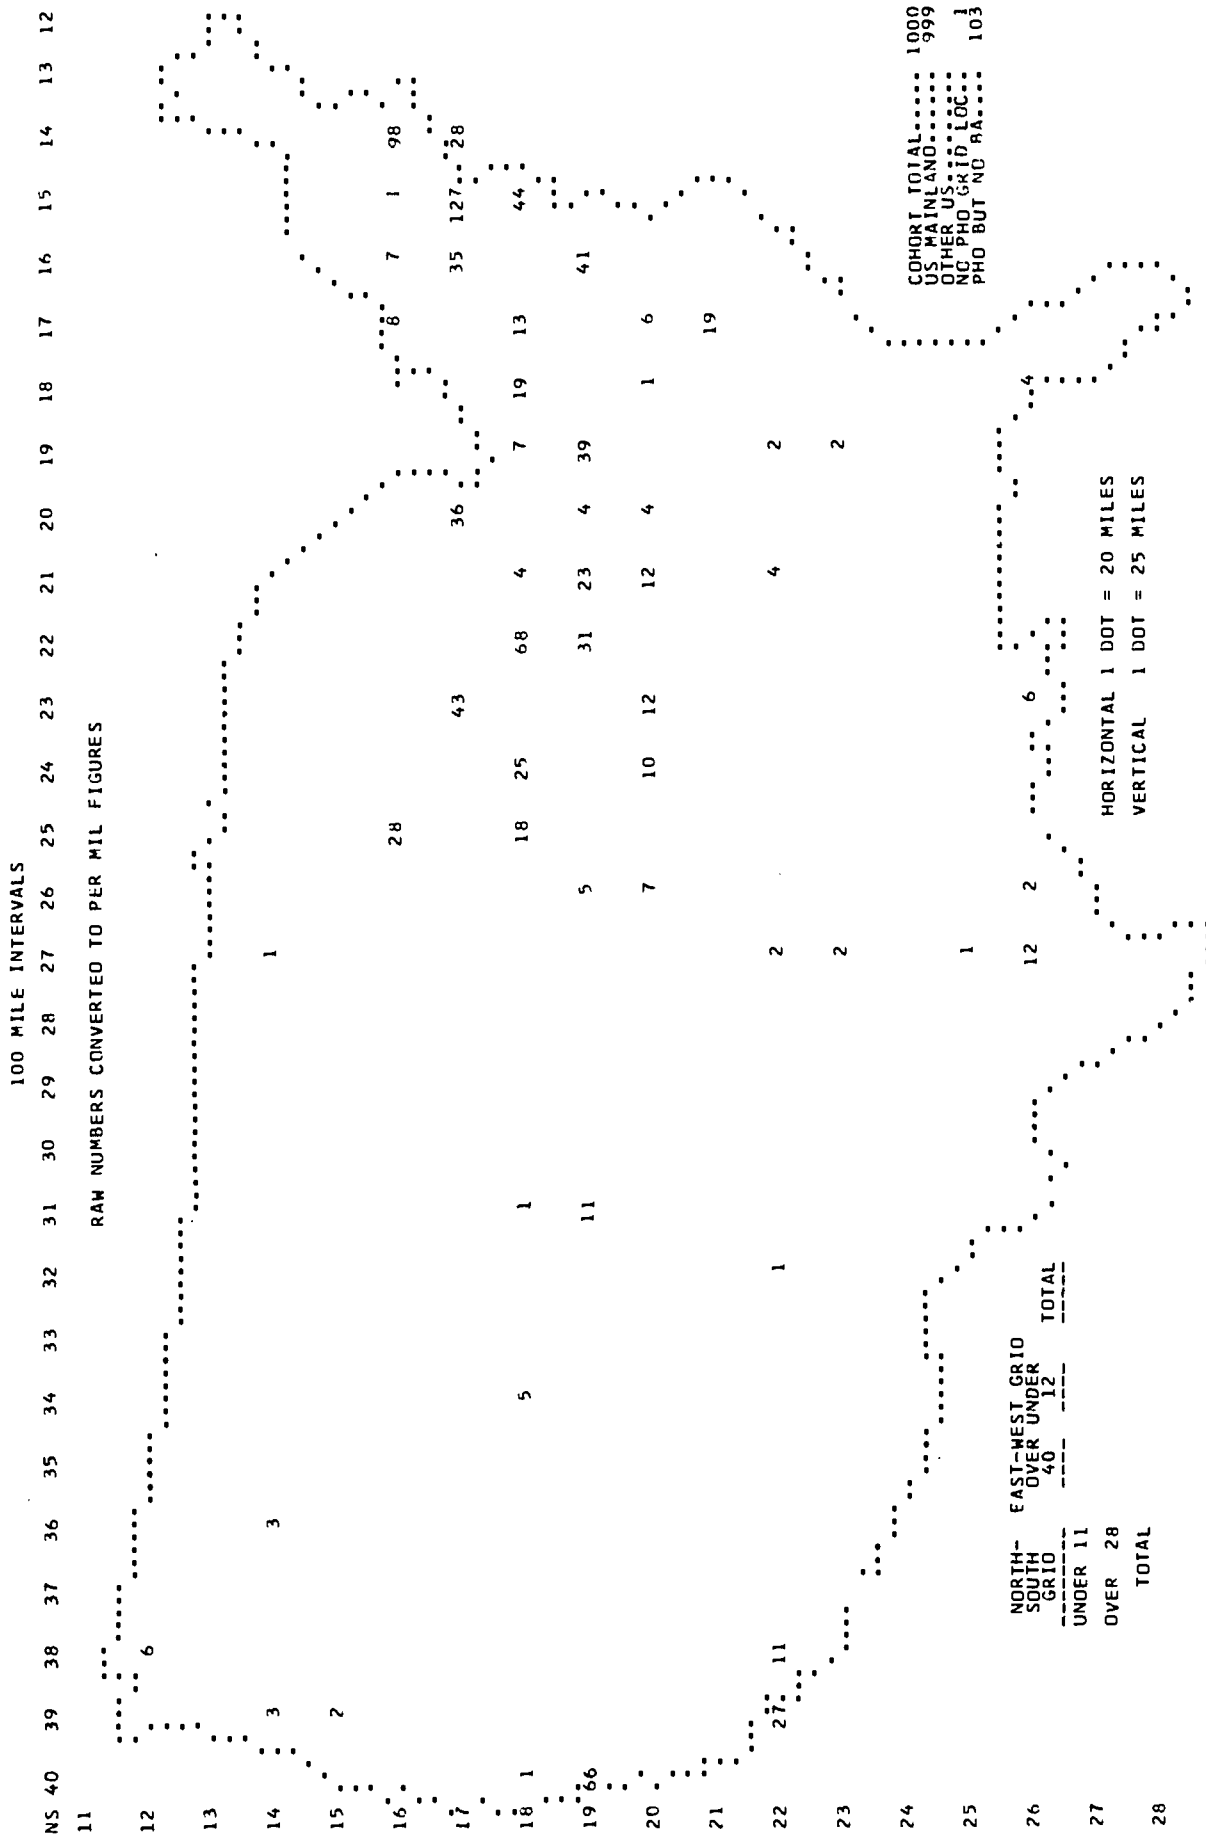 100 MILE INTERVALS
NS 40 39 38 37 36 35 34 33 32 31 30 29 28 27 26 25 24 23 22 21 20 19 18 17 16 15 14 13 12
11
RAW NUMBERS CONVERTED TO PER MIL FIGURES
12 6
13
14 3 3 1
15 2
16 28 8 7 1 98
17 43 36 35 127 28
18 1 5 1 18 25 68 4 7 19 13 44
19 66 11 5 31 23 4 39 41
20 7 10 12 12 4 1 6
21 19
22 27 11 1 2 4 2
23 2 2
24
25 1
26 12 2 6 4
27
28
NORTH- EAST-WEST GRID
SOUTH OVER UNDER
GRID 40 12 TOTAL
UNDER 11
OVER 28
TOTAL
HORIZONTAL 1 DOT = 20 MILES
VERTICAL 1 DOT = 25 MILES
COHORT TOTAL..... 1000
US MAINLAND...... 999
OTHER US.........
NO PHO GRID LOC.. 1
PHO BUT NO BA.... 103